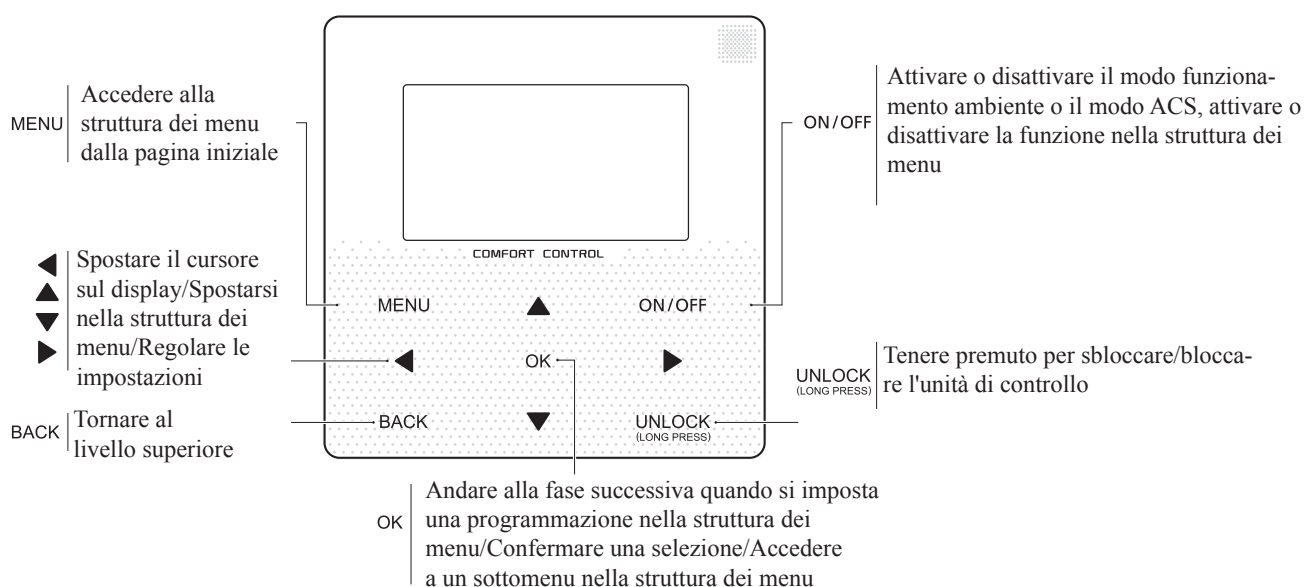 MENU
Accedere alla
struttura dei menu
dalla pagina iniziale
ON/OFF
Attivare o disattivare il modo funziona-
mento ambiente o il modo ACS, attivare o
disattivare la funzione nella struttura dei
menu
COMFORT CONTROL
MENU
ON/OFF
OK
BACK
UNLOCK
(LONG PRESS)
Spostare il cursore
sul display/Spostarsi
nella struttura dei
menu/Regolare le
impostazioni
BACK
Tornare al
livello superiore
UNLOCK
(LONG PRESS)
Tenere premuto per sbloccare/blocca-
re l'unità di controllo
OK
Andare alla fase successiva quando si imposta
una programmazione nella struttura dei
menu/Confermare una selezione/Accedere
a un sottomenu nella struttura dei menu